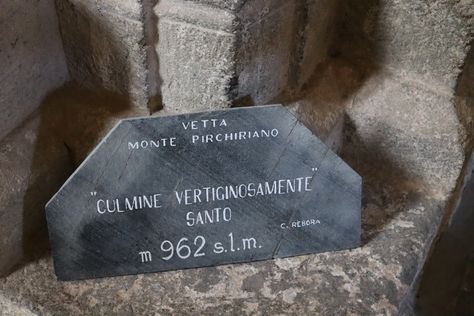 VETTA
MONTE PIRCHIRIANO
"CULMINE VERTIGINOSAMENTE"
SANTO
C. REBORA
m 962 s.l.m.